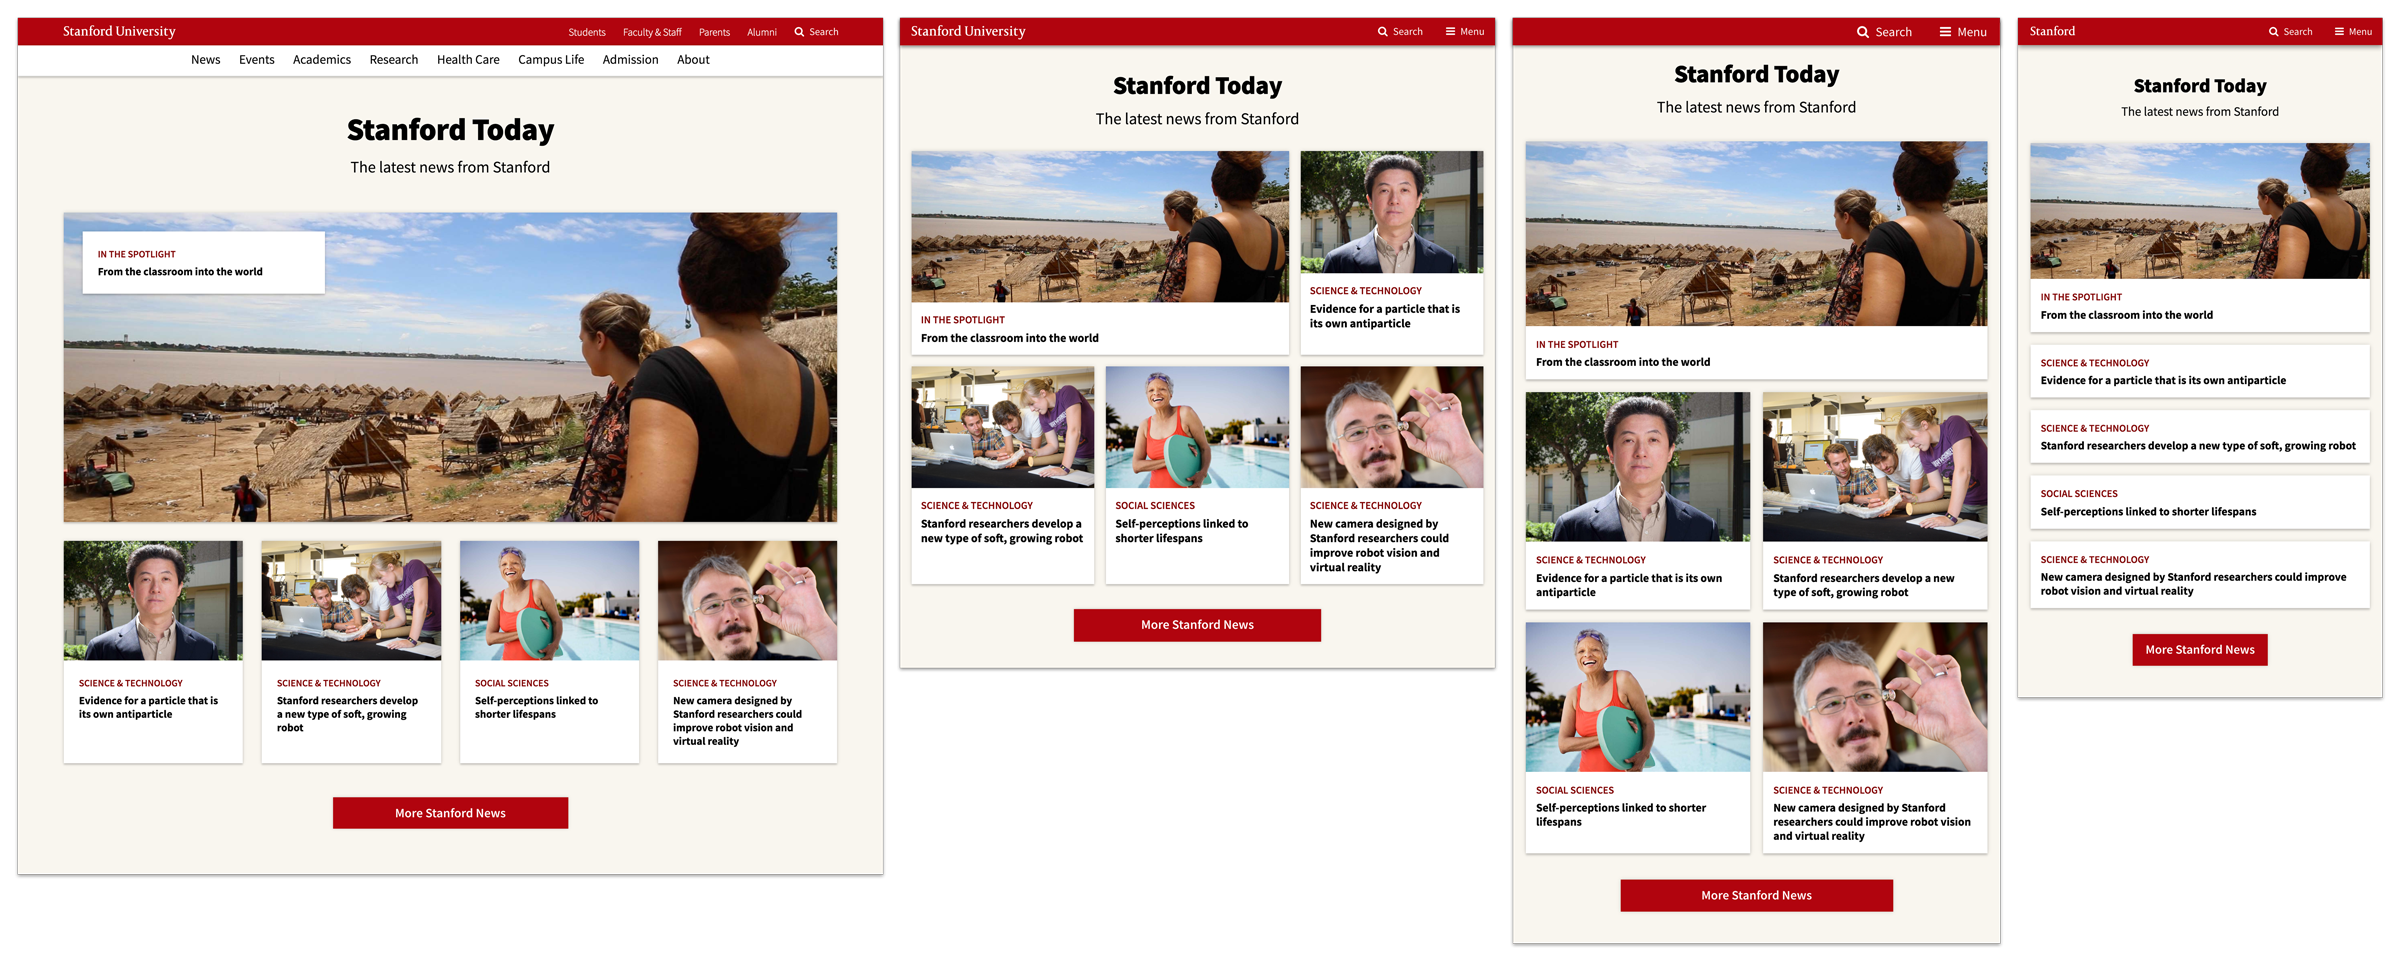 Stanford University
Students Faculty & Staff Parents Alumni Search
News Events Academics Research Health Care Campus Life Admission About
Stanford Today
The latest news from Stanford
IN THE SPOTLIGHT
From the classroom into the world
SCIENCE & TECHNOLOGY
Evidence for a particle that is
its own antiparticle
SCIENCE & TECHNOLOGY
Stanford researchers develop
a new type of soft, growing
robot
SOCIAL SCIENCES
Self-perceptions linked to
shorter lifespans
SCIENCE & TECHNOLOGY
New camera designed by
Stanford researchers could
improve robot vision and
virtual reality
More Stanford News
Stanford University
Search Menu
Stanford Today
The latest news from Stanford
IN THE SPOTLIGHT
From the classroom into the world
SCIENCE & TECHNOLOGY
Evidence for a particle that is
its own antiparticle
SCIENCE & TECHNOLOGY
Stanford researchers develop a
new type of soft, growing robot
SOCIAL SCIENCES
Self-perceptions linked to
shorter lifespans
SCIENCE & TECHNOLOGY
New camera designed by
Stanford researchers could
improve robot vision and
virtual reality
More Stanford News
Search Menu
Stanford Today
The latest news from Stanford
IN THE SPOTLIGHT
From the classroom into the world
SCIENCE & TECHNOLOGY
Evidence for a particle that is its own
antiparticle
SCIENCE & TECHNOLOGY
Stanford researchers develop a new
type of soft, growing robot
SOCIAL SCIENCES
Self-perceptions linked to shorter
lifespans
SCIENCE & TECHNOLOGY
New camera designed by Stanford
researchers could improve robot vision
and virtual reality
More Stanford News
Stanford
Search Menu
Stanford Today
The latest news from Stanford
IN THE SPOTLIGHT
From the classroom into the world
SCIENCE & TECHNOLOGY
Evidence for a particle that is its own antiparticle
SCIENCE & TECHNOLOGY
Stanford researchers develop a new type of soft, growing robot
SOCIAL SCIENCES
Self-perceptions linked to shorter lifespans
SCIENCE & TECHNOLOGY
New camera designed by Stanford researchers could improve
robot vision and virtual reality
More Stanford News